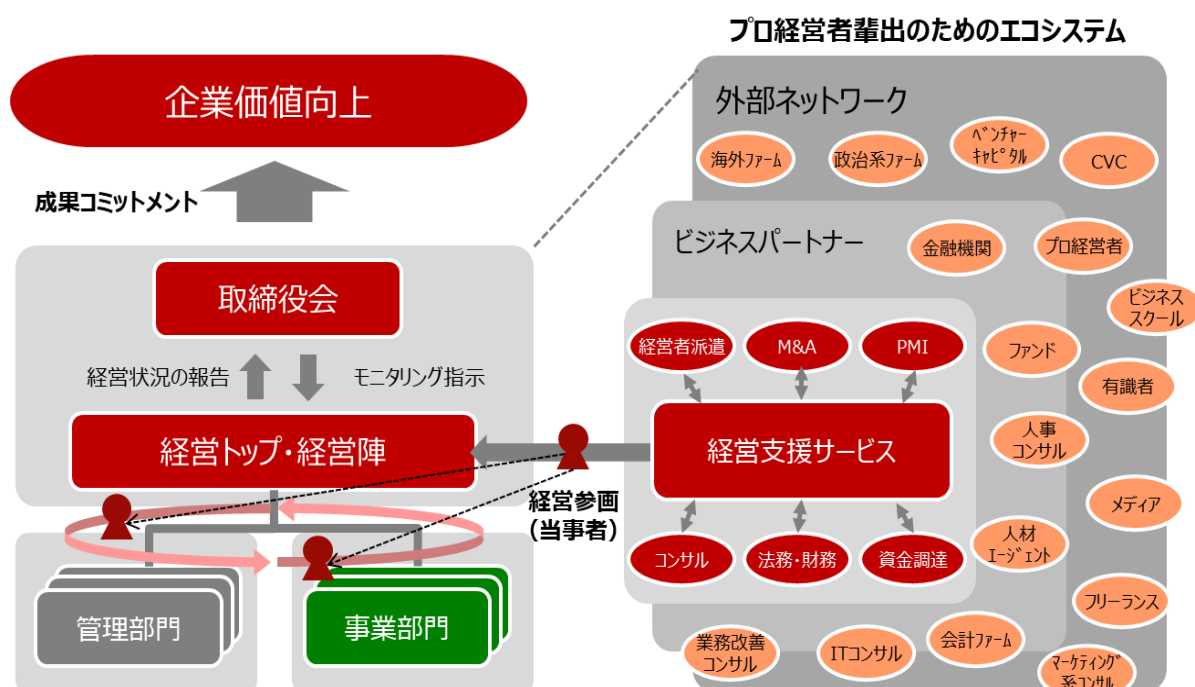 プロ経営者輩出のためのエコシステム
企業価値向上
成果コミットメント
取締役会
経営状況の報告
モニタリング指示
経営トップ・経営陣
経営参画
(当事者)
管理部門
事業部門
外部ネットワーク
海外ファーム
政治系ファーム
ベンチャー
キャピタル
CVC
ビジネスパートナー
金融機関
プロ経営者
ビジネス
スクール
経営者派遣
M&A
PMI
ファンド
有識者
経営支援サービス
人事
コンサル
メディア
コンサル
法務・財務
資金調達
人材
エージェント
フリーランス
業務改善
コンサル
ITコンサル
会計ファーム
マーケティング
系コンサル